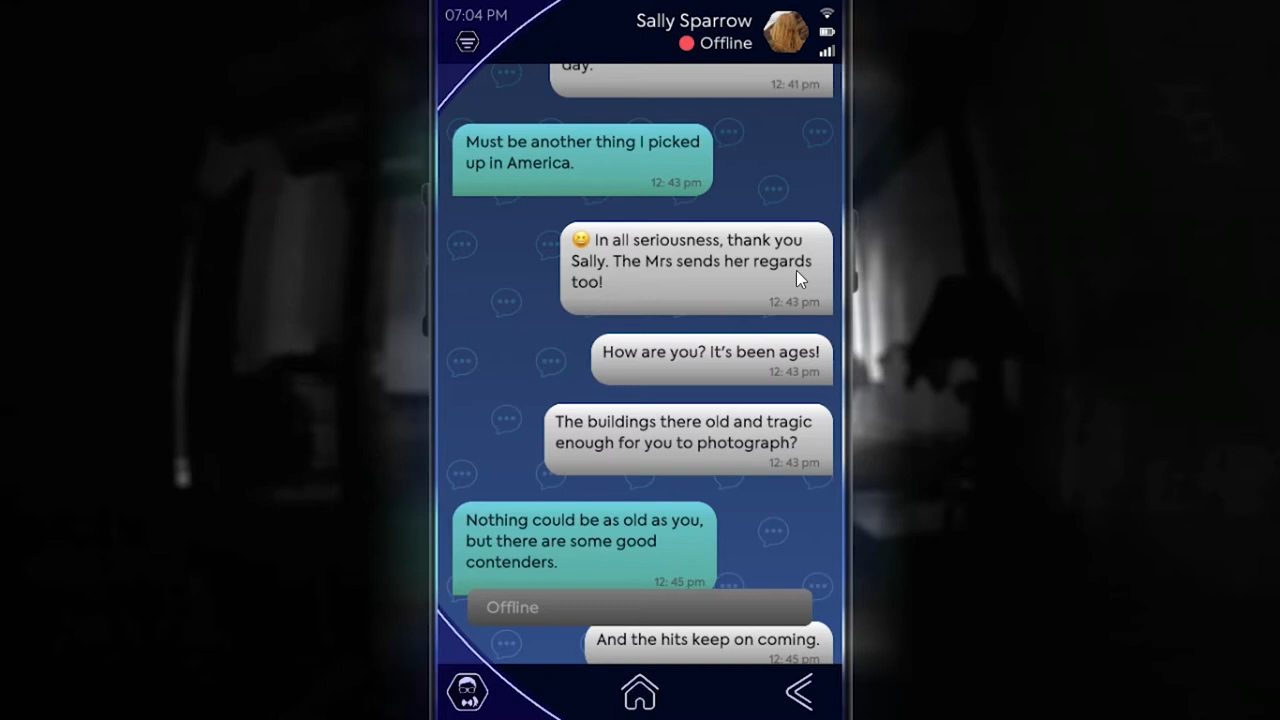 07:04 PM
Sally Sparrow
Offline
day.
12: 41 pm
Must be another thing I picked
up in America.
12: 43 pm
😀 In all seriousness, thank you
Sally. The Mrs sends her regards
too!
12: 43 pm
How are you? It's been ages!
12: 43 pm
The buildings there old and tragic
enough for you to photograph?
12: 43 pm
Nothing could be as old as you,
but there are some good
contenders.
12: 45 pm
Offline
And the hits keep on coming.
12: 45 pm